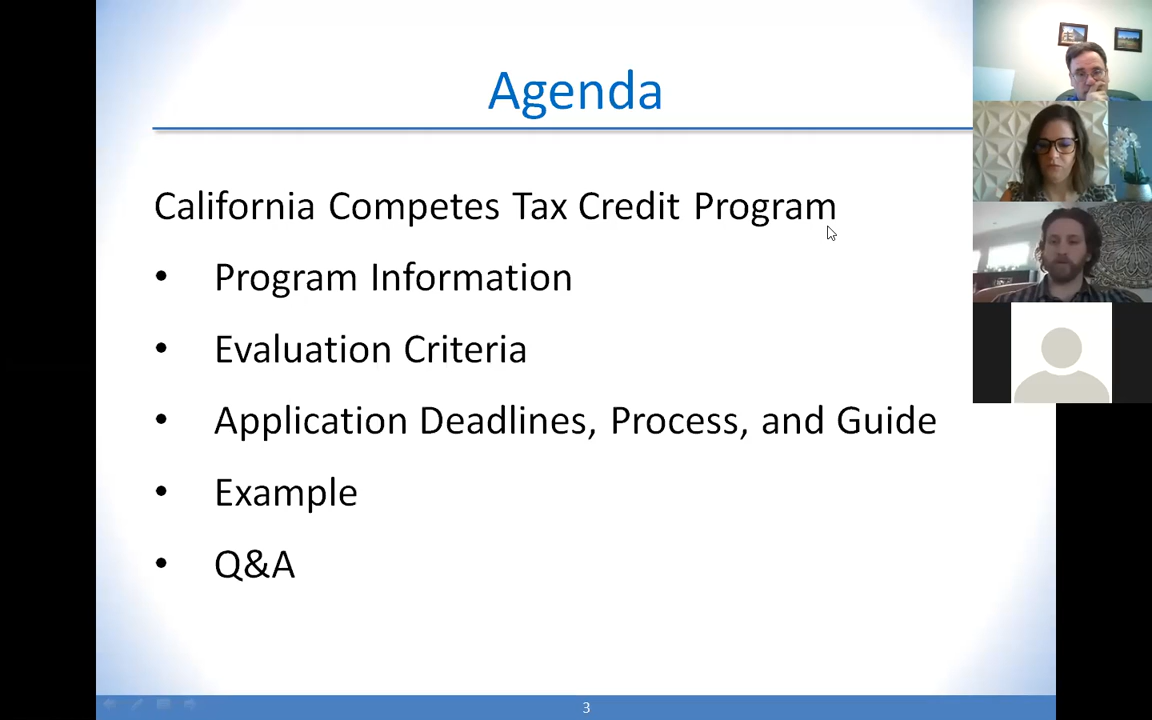 Agenda
California Competes Tax Credit Program
• Program Information
• Evaluation Criteria
• Application Deadlines, Process, and Guide
• Example
• Q&A
3